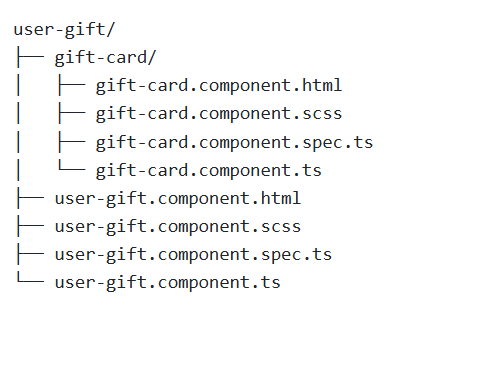 user-gift/
├── gift-card/
│   ├── gift-card.component.html
│   ├── gift-card.component.scss
│   ├── gift-card.component.spec.ts
│   └── gift-card.component.ts
├── user-gift.component.html
├── user-gift.component.scss
├── user-gift.component.spec.ts
└── user-gift.component.ts